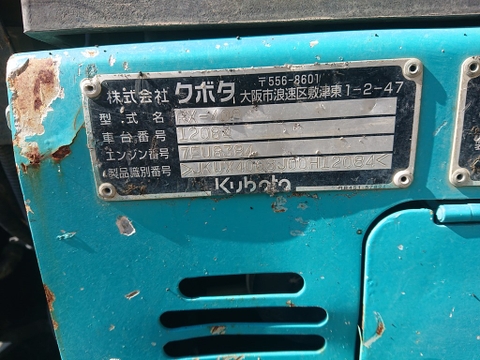 〒556-8601
株式会社 クボタ 大阪市浪速区敷津東1-2-47
型式名
車台番号 12084
エンジン番号
製品識別番号
Kubota